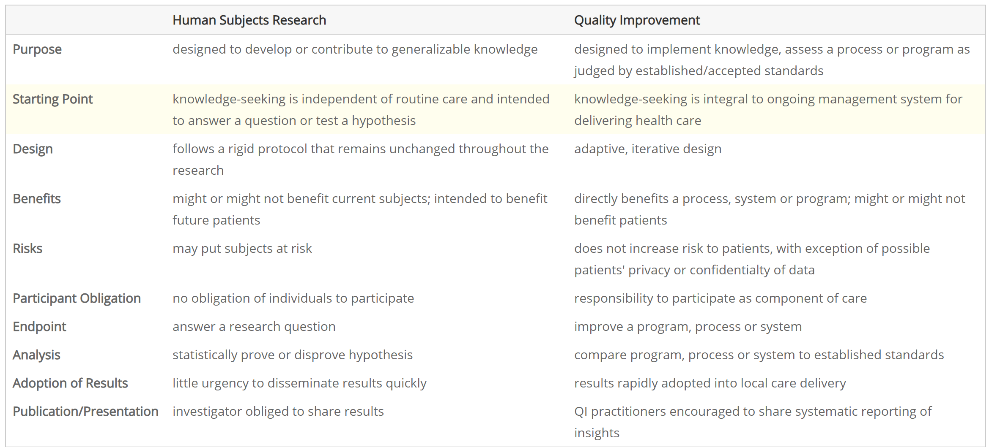 Human Subjects Research Quality Improvement
Purpose designed to develop or contribute to generalizable knowledge designed to implement knowledge, assess a process or program as
judged by established/accepted standards
Starting Point knowledge-seeking is independent of routine care and intended knowledge-seeking is integral to ongoing management system for
to answer a question or test a hypothesis delivering health care
Design follows a rigid protocol that remains unchanged throughout the adaptive, iterative design
research
Benefits might or might not benefit current subjects; intended to benefit directly benefits a process, system or program; might or might not
future patients benefit patients
Risks may put subjects at risk does not increase risk to patients, with exception of possible
patients' privacy or confidentialty of data
Participant Obligation no obligation of individuals to participate responsibility to participate as component of care
Endpoint answer a research question improve a program, process or system
Analysis statistically prove or disprove hypothesis compare program, process or system to established standards
Adoption of Results little urgency to disseminate results quickly results rapidly adopted into local care delivery
Publication/Presentation investigator obliged to share results QI practitioners encouraged to share systematic reporting of
insights